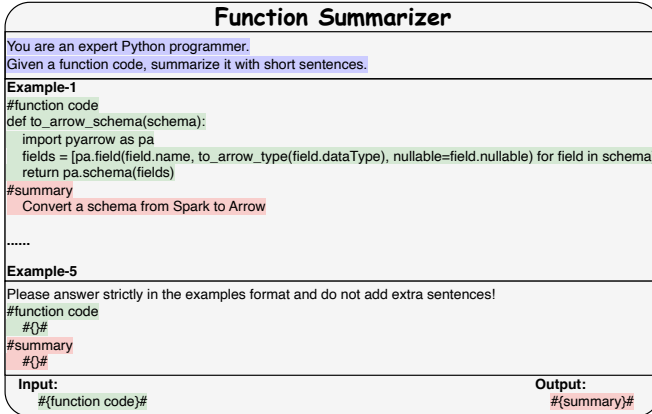 Function Summarizer
You are an expert Python programmer.
Given a function code, summarize it with short sentences.
Example-1
#function code
def to_arrow_schema(schema):
import pyarrow as pa
fields = [pa.field(field.name, to_arrow_type(field.dataType), nullable=field.nullable) for field in schema
return pa.schema(fields)
#summary
Convert a schema from Spark to Arrow
......
Example-5
Please answer strictly in the examples format and do not add extra sentences!
#function code
#{}#
#summary
#{}#
Input: Output:
#{function code}# #{summary}#